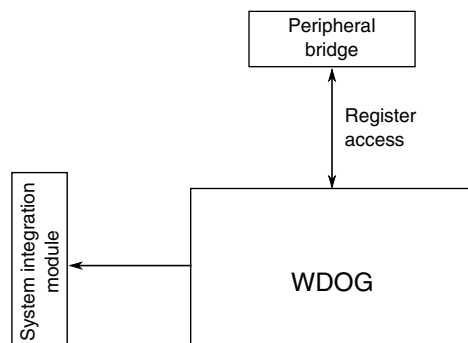 Peripheral
bridge
Register
access
System integration
module
WDOG